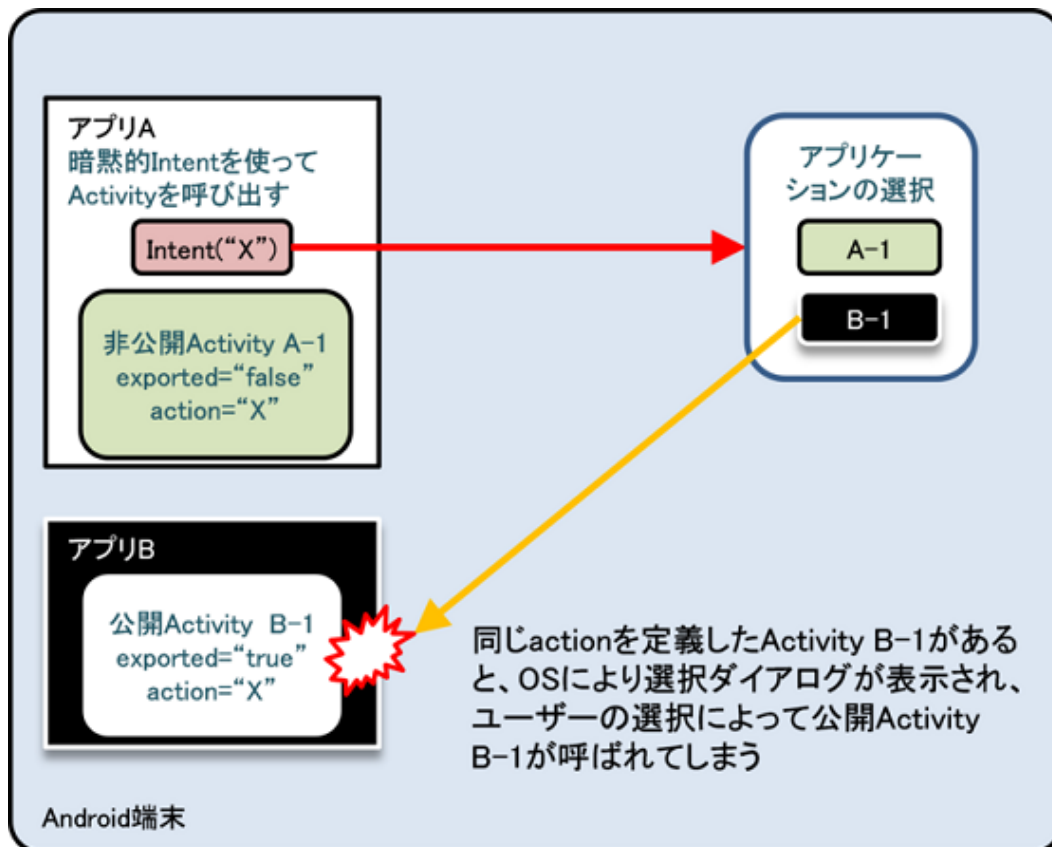 アプリA
暗黙的Intentを使って
Activityを呼び出す
Intent(“X”)
非公開Activity A-1
exported=“false”
action=“X”
アプリケー
ションの選択
A-1
B-1
アプリB
公開Activity B-1
exported=“true”
action=“X”
同じactionを定義したActivity B-1がある
と、OSにより選択ダイアログが表示され、
ユーザーの選択によって公開Activity
B-1が呼ばれてしまう
Android端末